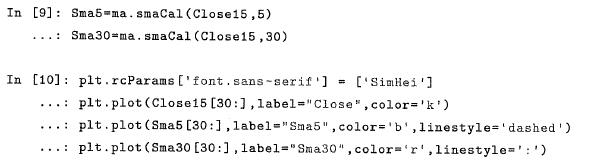 In [9]: Sma5=ma.smaCal(Close15,5)
...: Sma30=ma.smaCal(Close15,30)
In [10]: plt.rcParams['font.sans-serif'] = ['SimHei']
...: plt.plot(Close15[30:],label="Close",color='k')
...: plt.plot(Sma5[30:],label="Sma5",color='b',linestyle='dashed')
...: plt.plot(Sma30[30:],label="Sma30",color='r',linestyle=':')